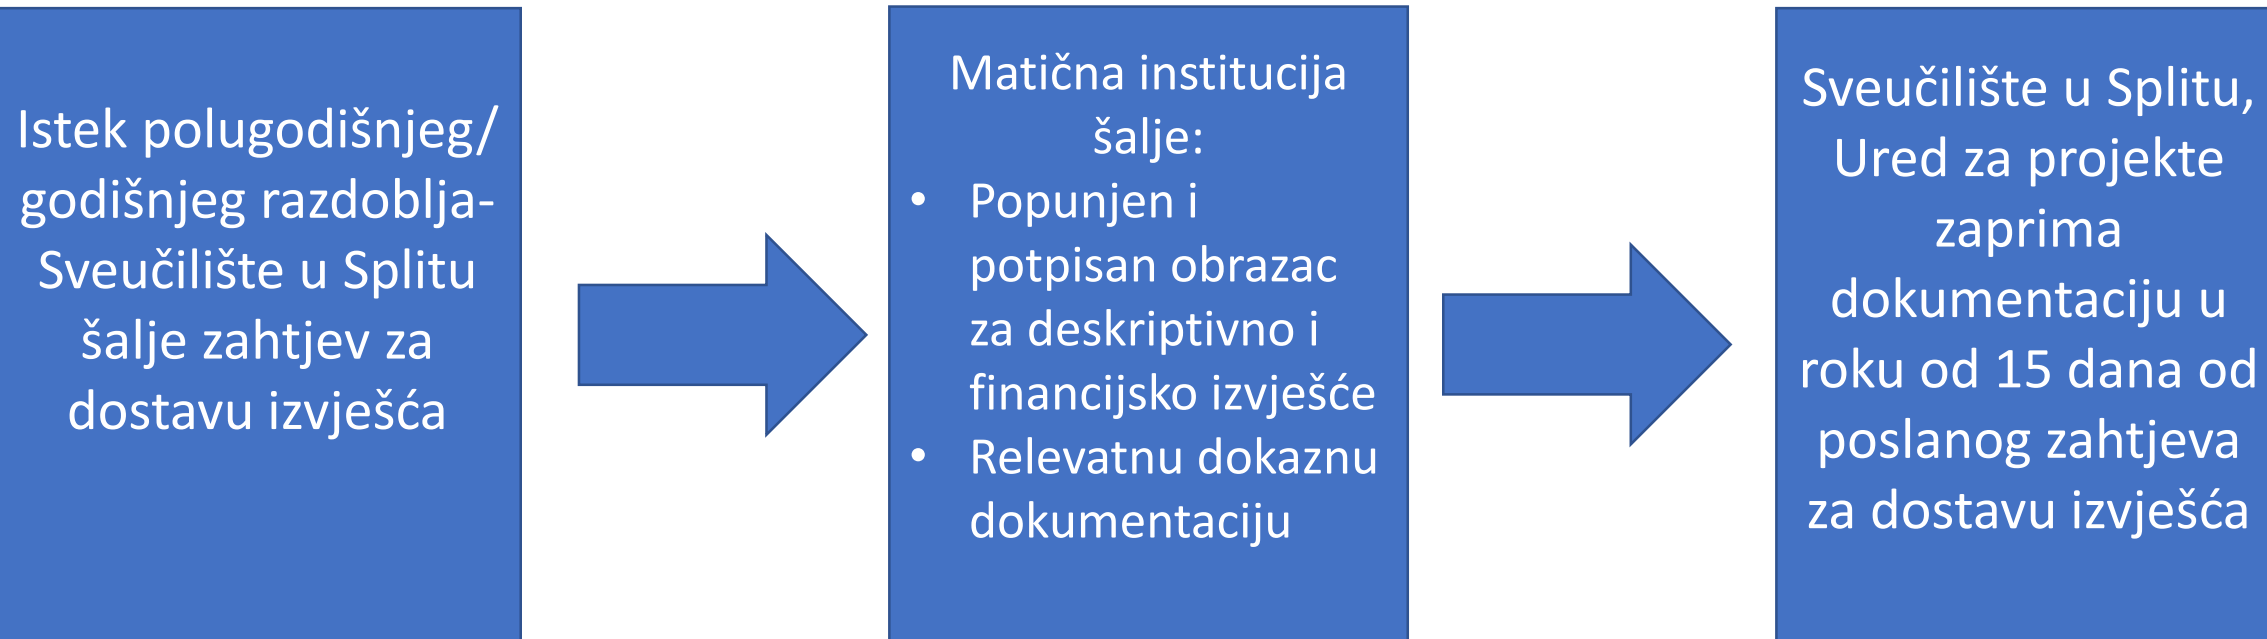 Istek polugodišnjeg/
godišnjeg razdoblja-
Sveučilište u Splitu
šalje zahtjev za
dostavu izvješća
Matična institucija
šalje:
• Popunjen i
potpisan obrazac
za deskriptivno i
financijsko izvješće
• Relevatnu dokaznu
dokumentaciju
Sveučilište u Splitu,
Ured za projekte
zaprima
dokumentaciju u
roku od 15 dana od
poslanog zahtjeva
za dostavu izvješća